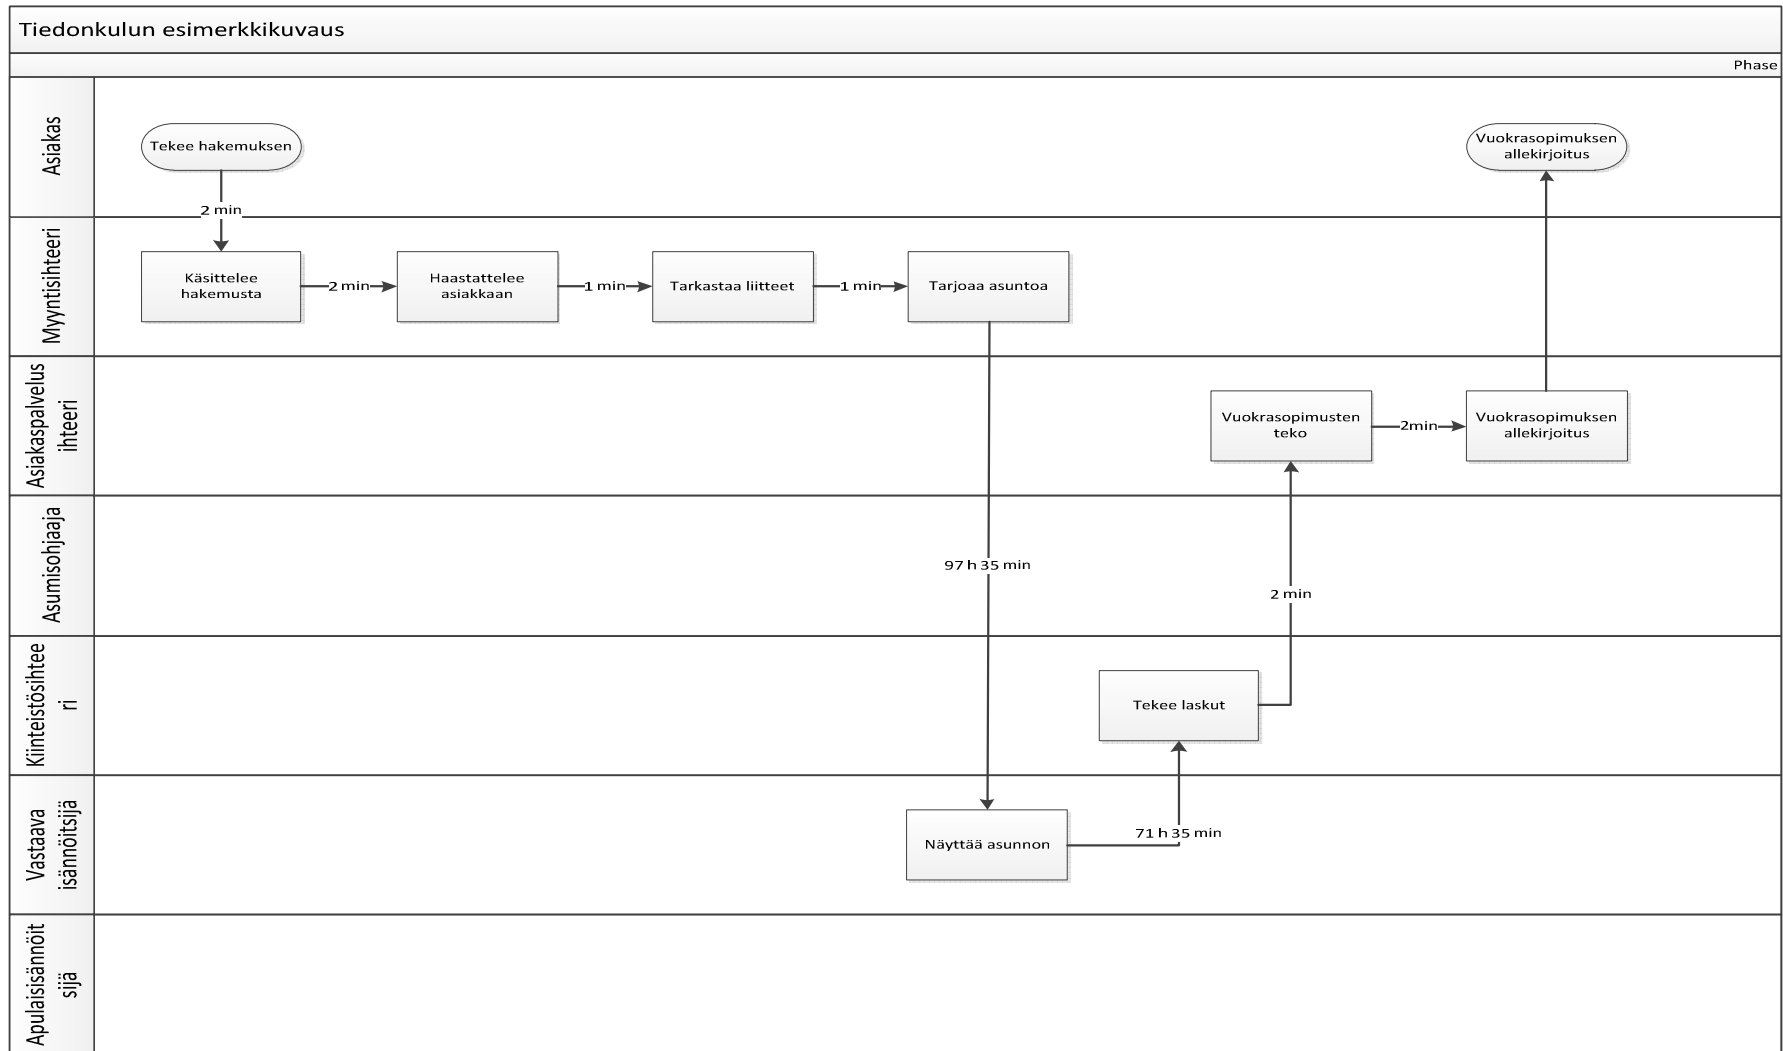 Tiedonkulun esimerkkikuvaus
Phase
Asiakas
Tekee hakemuksen
Vuokrasopimuksen
allekirjoitus
2 min
Myyntisihteeri
Käsittelee
hakemusta
2 min
Haastattelee
asiakkaan
1 min
Tarkastaa liitteet
1 min
Tarjoaa asuntoa
Asiakaspalvelus
ihteeri
Vuokrasopimusten
teko
2min
Vuokrasopimuksen
allekirjoitus
Asumisohjaaja
97 h 35 min
2 min
Kiinteistösihtee
ri
Tekee laskut
Vastaava
isännöitsijä
Näyttää asunnon
71 h 35 min
Apulaisisännöit
sijä